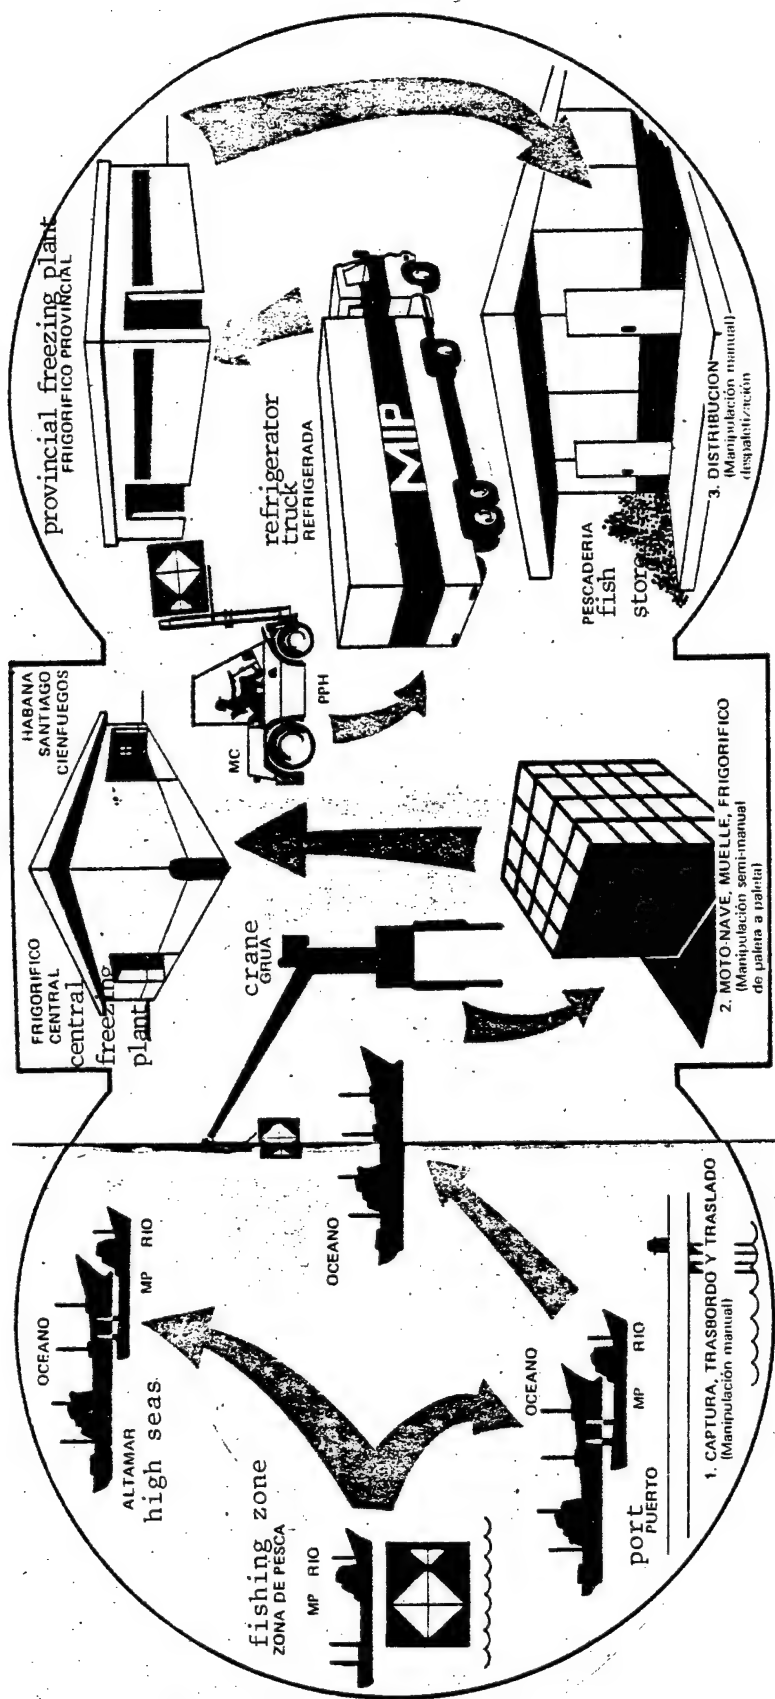 ALTAMAR
high seas
OCEANO
MP RIO
fishing zone
ZONA DE PESCA
MP RIO
port
PUERTO
OCEANO
MP RIO
1. CAPTURA, TRASBORDO Y TRASLADO
(Manipulación manual)
OCEANO
FRIGORIFICO
CENTRAL
central
freezing
plant
HABANA
SANTIAGO
CIENFUEGOS
crane
GRUA
2. MOTO-NAVE, MUELLE, FRIGORIFICO
(Manipulación semi-manual
de paleta a paleta)
MC
PPH
provincial freezing plant
FRIGORIFICO PROVINCIAL
refrigerator
truck
REFRIGERADA
MIP
PESCADERIA
fish
store
3. DISTRIBUCION
(Manipulación manual
despaletización